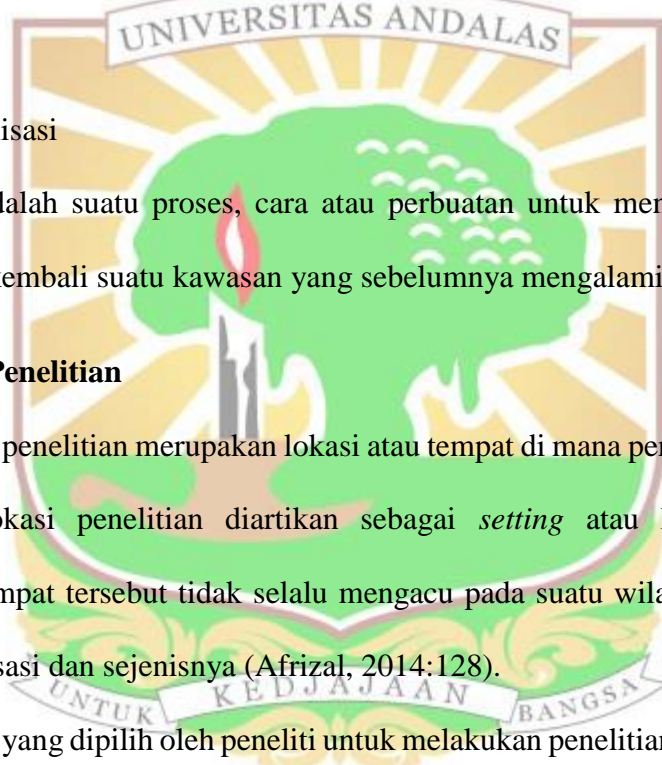 UNIVERSITAS ANDALAS
isasi
dalah suatu proses, cara atau perbuatan untuk men
kembali suatu kawasan yang sebelumnya mengalami
Penelitian
penelitian merupakan lokasi atau tempat di mana pen
okasi penelitian diartikan sebagai setting atau
mpat tersebut tidak selalu mengacu pada suatu wila
sasi dan sejenisnya (Afrizal, 2014:128).
UNTUK KEDJAJAAN BANGSA
yang dipilih oleh peneliti untuk melakukan penelitian